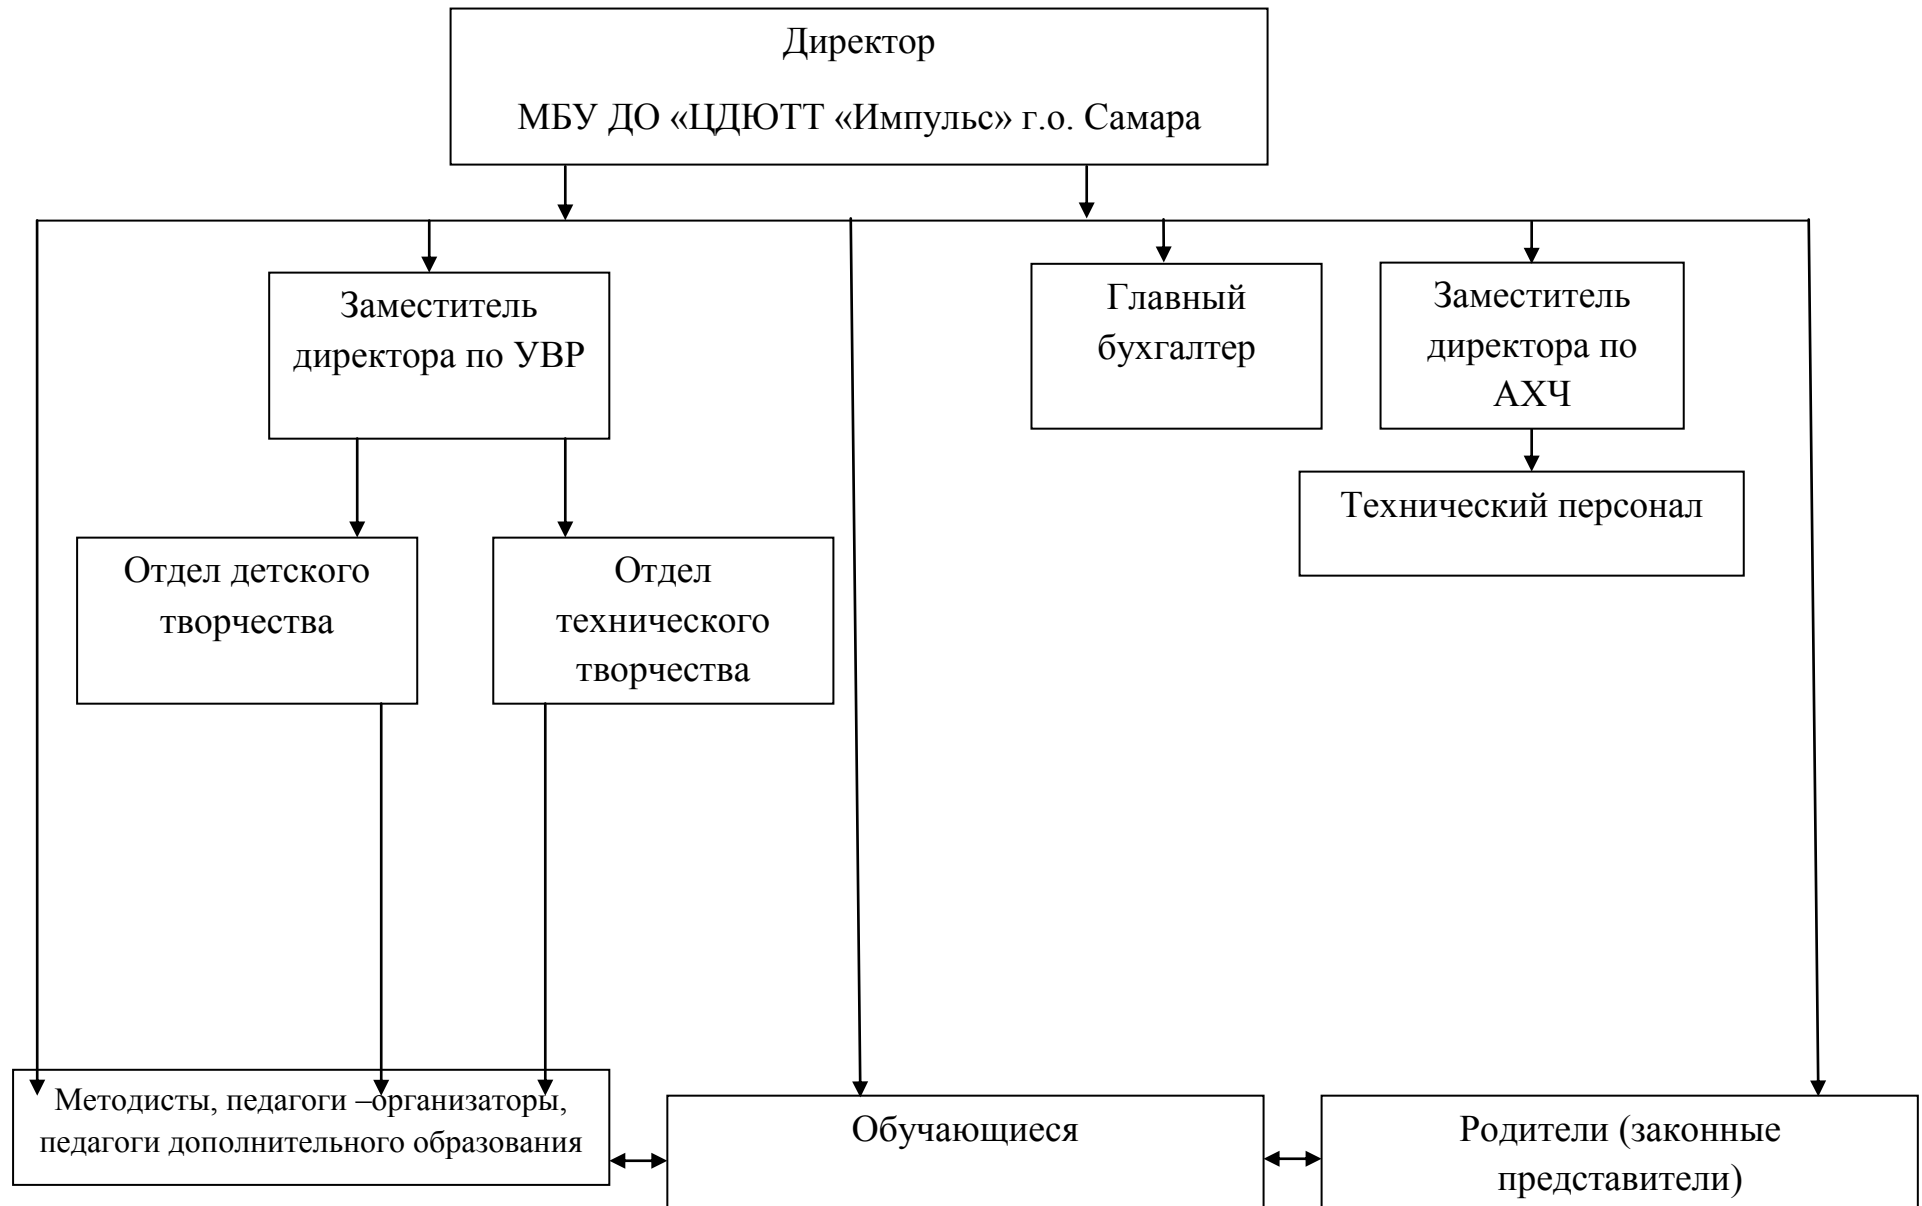 Директор
МБУ ДО «ЦДЮТТ «Импульс» г.о. Самара
Заместитель
директора по УВР
Главный
бухгалтер
Заместитель
директора по
АХЧ
Технический персонал
Отдел детского
творчества
Отдел
технического
творчества
Методисты, педагоги –организаторы,
педагоги дополнительного образования
Обучающиеся
Родители (законные
представители)